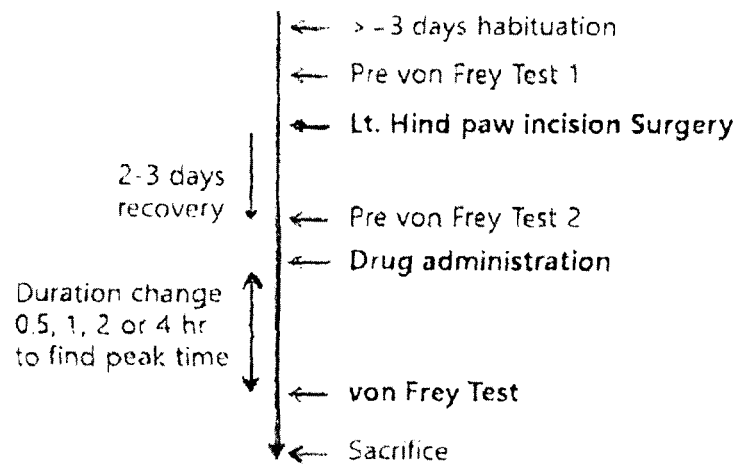 > -3 days habituation
Pre von Frey Test 1
Lt. Hind paw incision Surgery
2-3 days
recovery
Pre von Frey Test 2
Drug administration
Duration change
0.5, 1, 2 or 4 hr
to find peak time
von Frey Test
Sacrifice